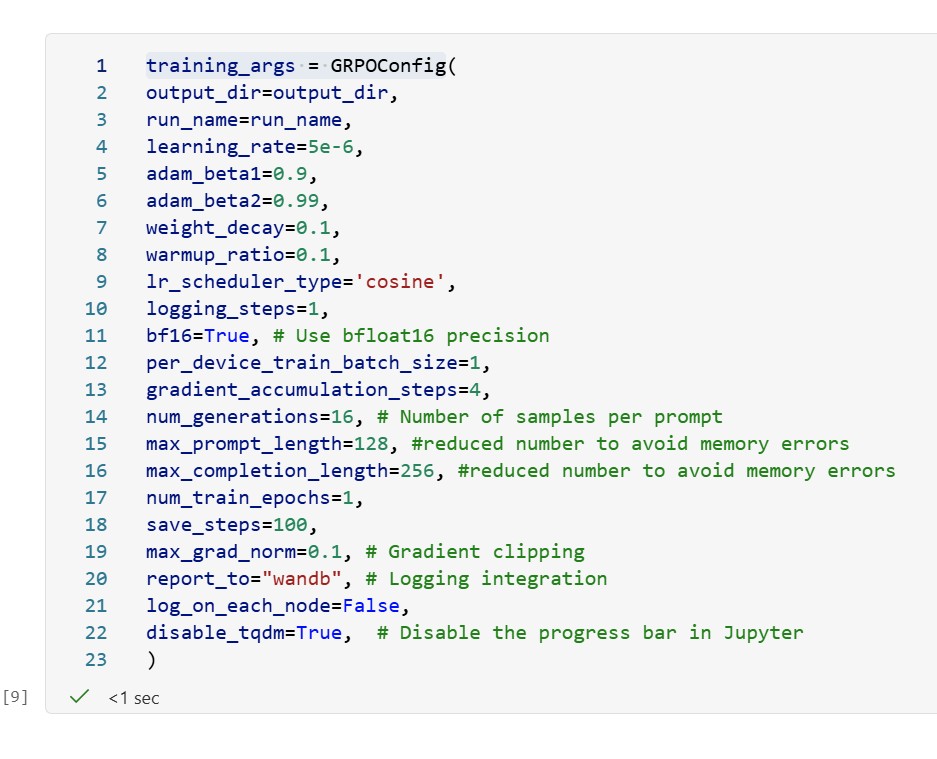 1 training_args = GRPOConfig(
2 output_dir=output_dir,
3 run_name=run_name,
4 learning_rate=5e-6,
5 adam_beta1=0.9,
6 adam_beta2=0.99,
7 weight_decay=0.1,
8 warmup_ratio=0.1,
9 lr_scheduler_type='cosine',
10 logging_steps=1,
11 bf16=True, # Use bfloat16 precision
12 per_device_train_batch_size=1,
13 gradient_accumulation_steps=4,
14 num_generations=16, # Number of samples per prompt
15 max_prompt_length=128, #reduced number to avoid memory errors
16 max_completion_length=256, #reduced number to avoid memory errors
17 num_train_epochs=1,
18 save_steps=100,
19 max_grad_norm=0.1, # Gradient clipping
20 report_to="wandb", # Logging integration
21 log_on_each_node=False,
22 disable_tqdm=True,  # Disable the progress bar in Jupyter
23 )
[9] ✓ <1 sec